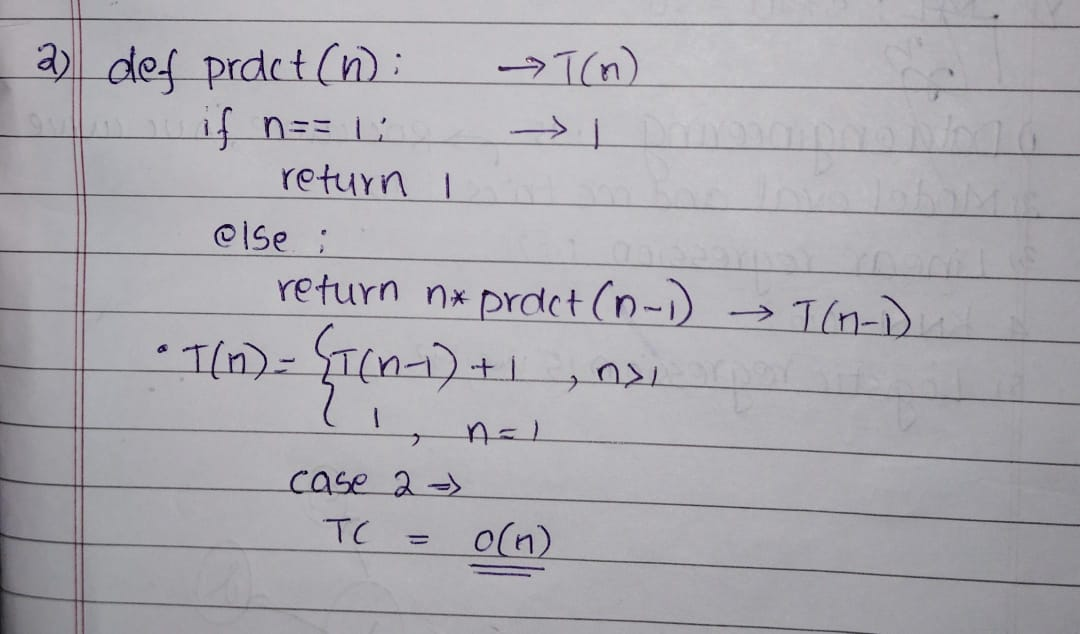 2) def prdct(n): → T(n)
if n== 1: → 1
return 1
else :
return n* prdct(n-1) → T(n-1)
• T(n) = { T(n-1) + 1 , n>1
1 , n=1
case 2 ⇒
TC = O(n)